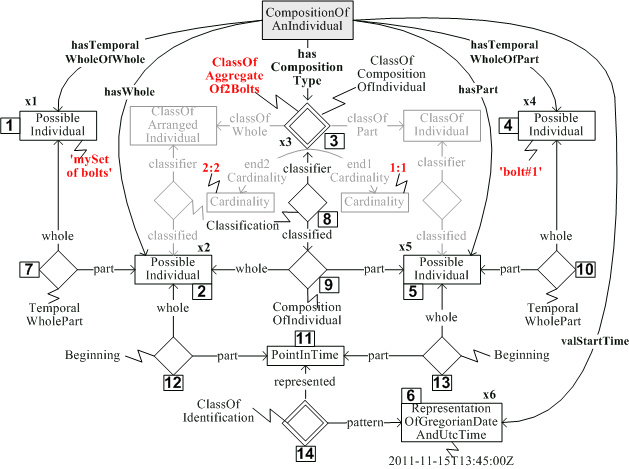 CompositionOf
AnIndividual
hasTemporal
WholeOfWhole
has
Composition
Type
hasTemporal
WholeOfPart
hasWhole
hasPart
ClassOf
Aggregate
Of2Bolts
ClassOf
Composition
OfIndividual
x1
Possible
Individual
1
'mySet
of bolts'
x4
Possible
Individual
4
'bolt#1'
ClassOf
Arranged
Individual
classOf
Whole
x3
3
classOf
Part
ClassOf
Individual
classifier
2:2
end2
Cardinality
classifier
end1
Cardinality
1:1
classifier
Cardinality
Cardinality
Classification
8
classified
classified
classified
whole
whole
7
part
Temporal
WholePart
x2
Possible
Individual
2
whole
9
part
Composition
OfIndividual
x5
Possible
Individual
5
part
10
Temporal
WholePart
valStartTime
whole
whole
Beginning
12
part
11
PointInTime
part
13
Beginning
represented
ClassOf
Identification
14
pattern
6
x6
Representation
OfGregorianDate
AndUtcTime
2011-11-15T13:45:00Z